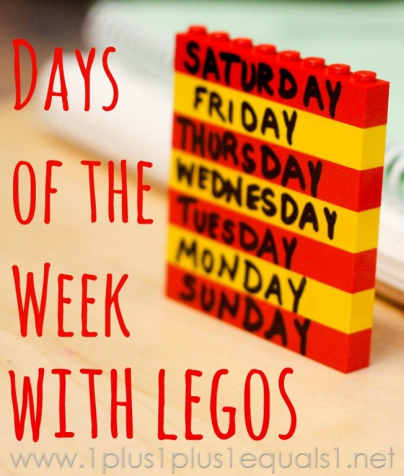 Days
of the
Week
with Legos
SATURDAY
FRIDAY
THURSDAY
WEDNESDAY
TUESDAY
MONDAY
SUNDAY
www.1plus1plus1equals1.net